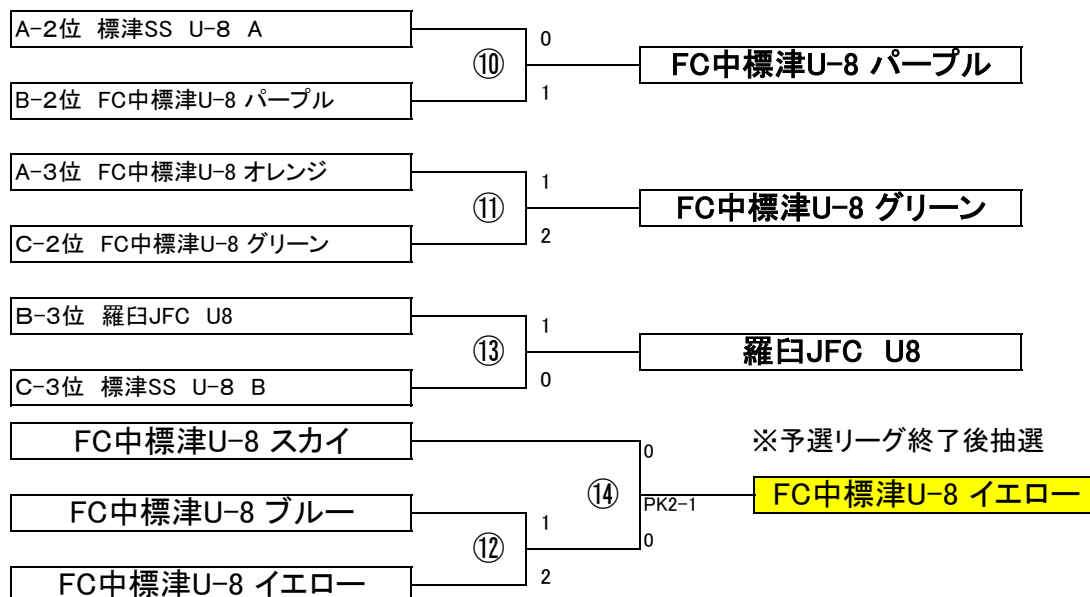 A-2位 標津SS U-8 A
0
⑩
FC中標津U-8 パープル
B-2位 FC中標津U-8 パープル
1
A-3位 FC中標津U-8 オレンジ
1
⑪
FC中標津U-8 グリーン
C-2位 FC中標津U-8 グリーン
2
B-3位 羅臼JFC U8
1
⑬
羅臼JFC U8
C-3位 標津SS U-8 B
0
FC中標津U-8 スカイ
0
※予選リーグ終了後抽選
⑭
PK2-1
FC中標津U-8 イエロー
FC中標津U-8 ブルー
1
0
⑫
FC中標津U-8 イエロー
2